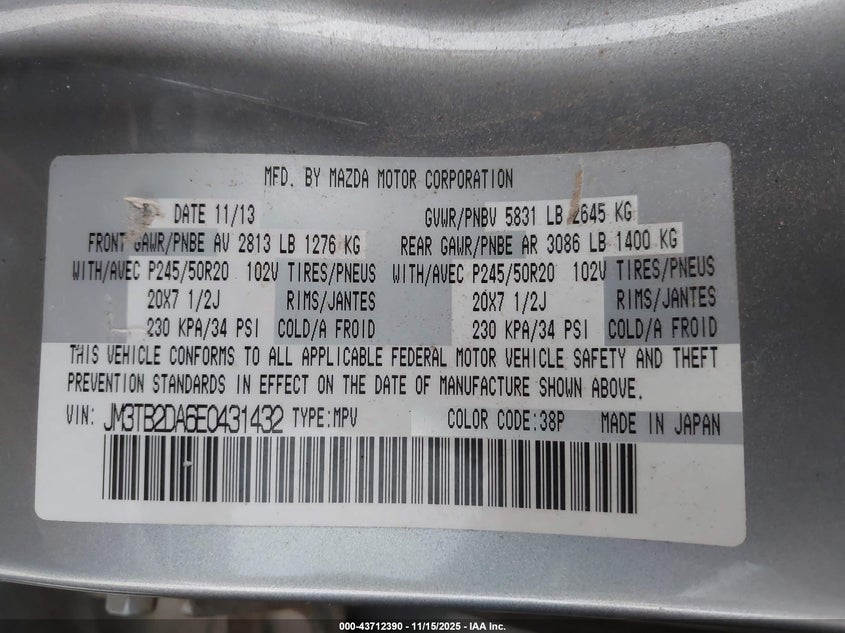 MFD. BY MAZDA MOTOR CORPORATION
DATE 11/13 GVWR/PNBV 5831 LB 2645 KG
FRONT GAWR/PNBE AV 2813 LB 1276 KG REAR GAWR/PNBE AR 3086 LB 1400 KG
WITH/AVEC P245/50R20 102V TIRES/PNEUS WITH/AVEC P245/50R20 102V TIRES/PNEUS
20X7 1/2J RIMS/JANTES 20X7 1/2J RIMS/JANTES
230 KPA/34 PSI COLD/A FROID 230 KPA/34 PSI COLD/A FROID
THIS VEHICLE CONFORMS TO ALL APPLICABLE FEDERAL MOTOR VEHICLE SAFETY AND THEFT
PREVENTION STANDARDS IN EFFECT ON THE DATE OF MANUFACTURE SHOWN ABOVE.
VIN: JM3TB2DA6E0431432 TYPE:MPV COLOR CODE:38P MADE IN JAPAN
000-43712390 - 11/15/2025 - IAA Inc.